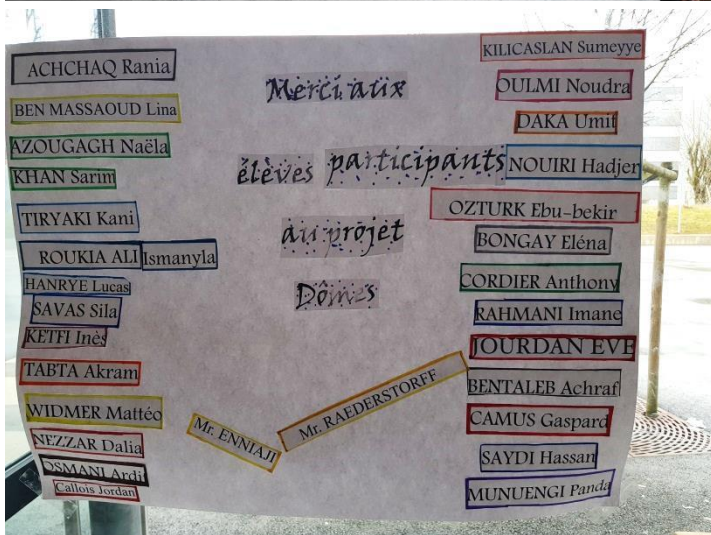 ACHCHAQ Rania
BEN MASSAOUD Lina
AZOUGAGH Naëla
KHAN Sarim
TIRYAKI Kani
ROUKIA ALI Ismanyla
HANRYE Lucas
SAVAS Sila
KETFI Inès
TABTA Akram
WIDMER Mattéo
NEZZAR Dalia
OSMANI Ardit
Callois Jordan
Merci aux
élèves participants
au projet
Dômes
Mr. ENNIAJI
Mr. RAEDERSTORFF
KILICASLAN Sumeyye
OULMI Noudra
DAKA Umit
NOUIRI Hadjer
OZTURK Ebu-bekir
BONGAY Eléna
CORDIER Anthony
RAHMANI Imane
JOURDAN EVE
BENTALEB Achraf
CAMUS Gaspard
SAYDI Hassan
MUNUENGI Panda